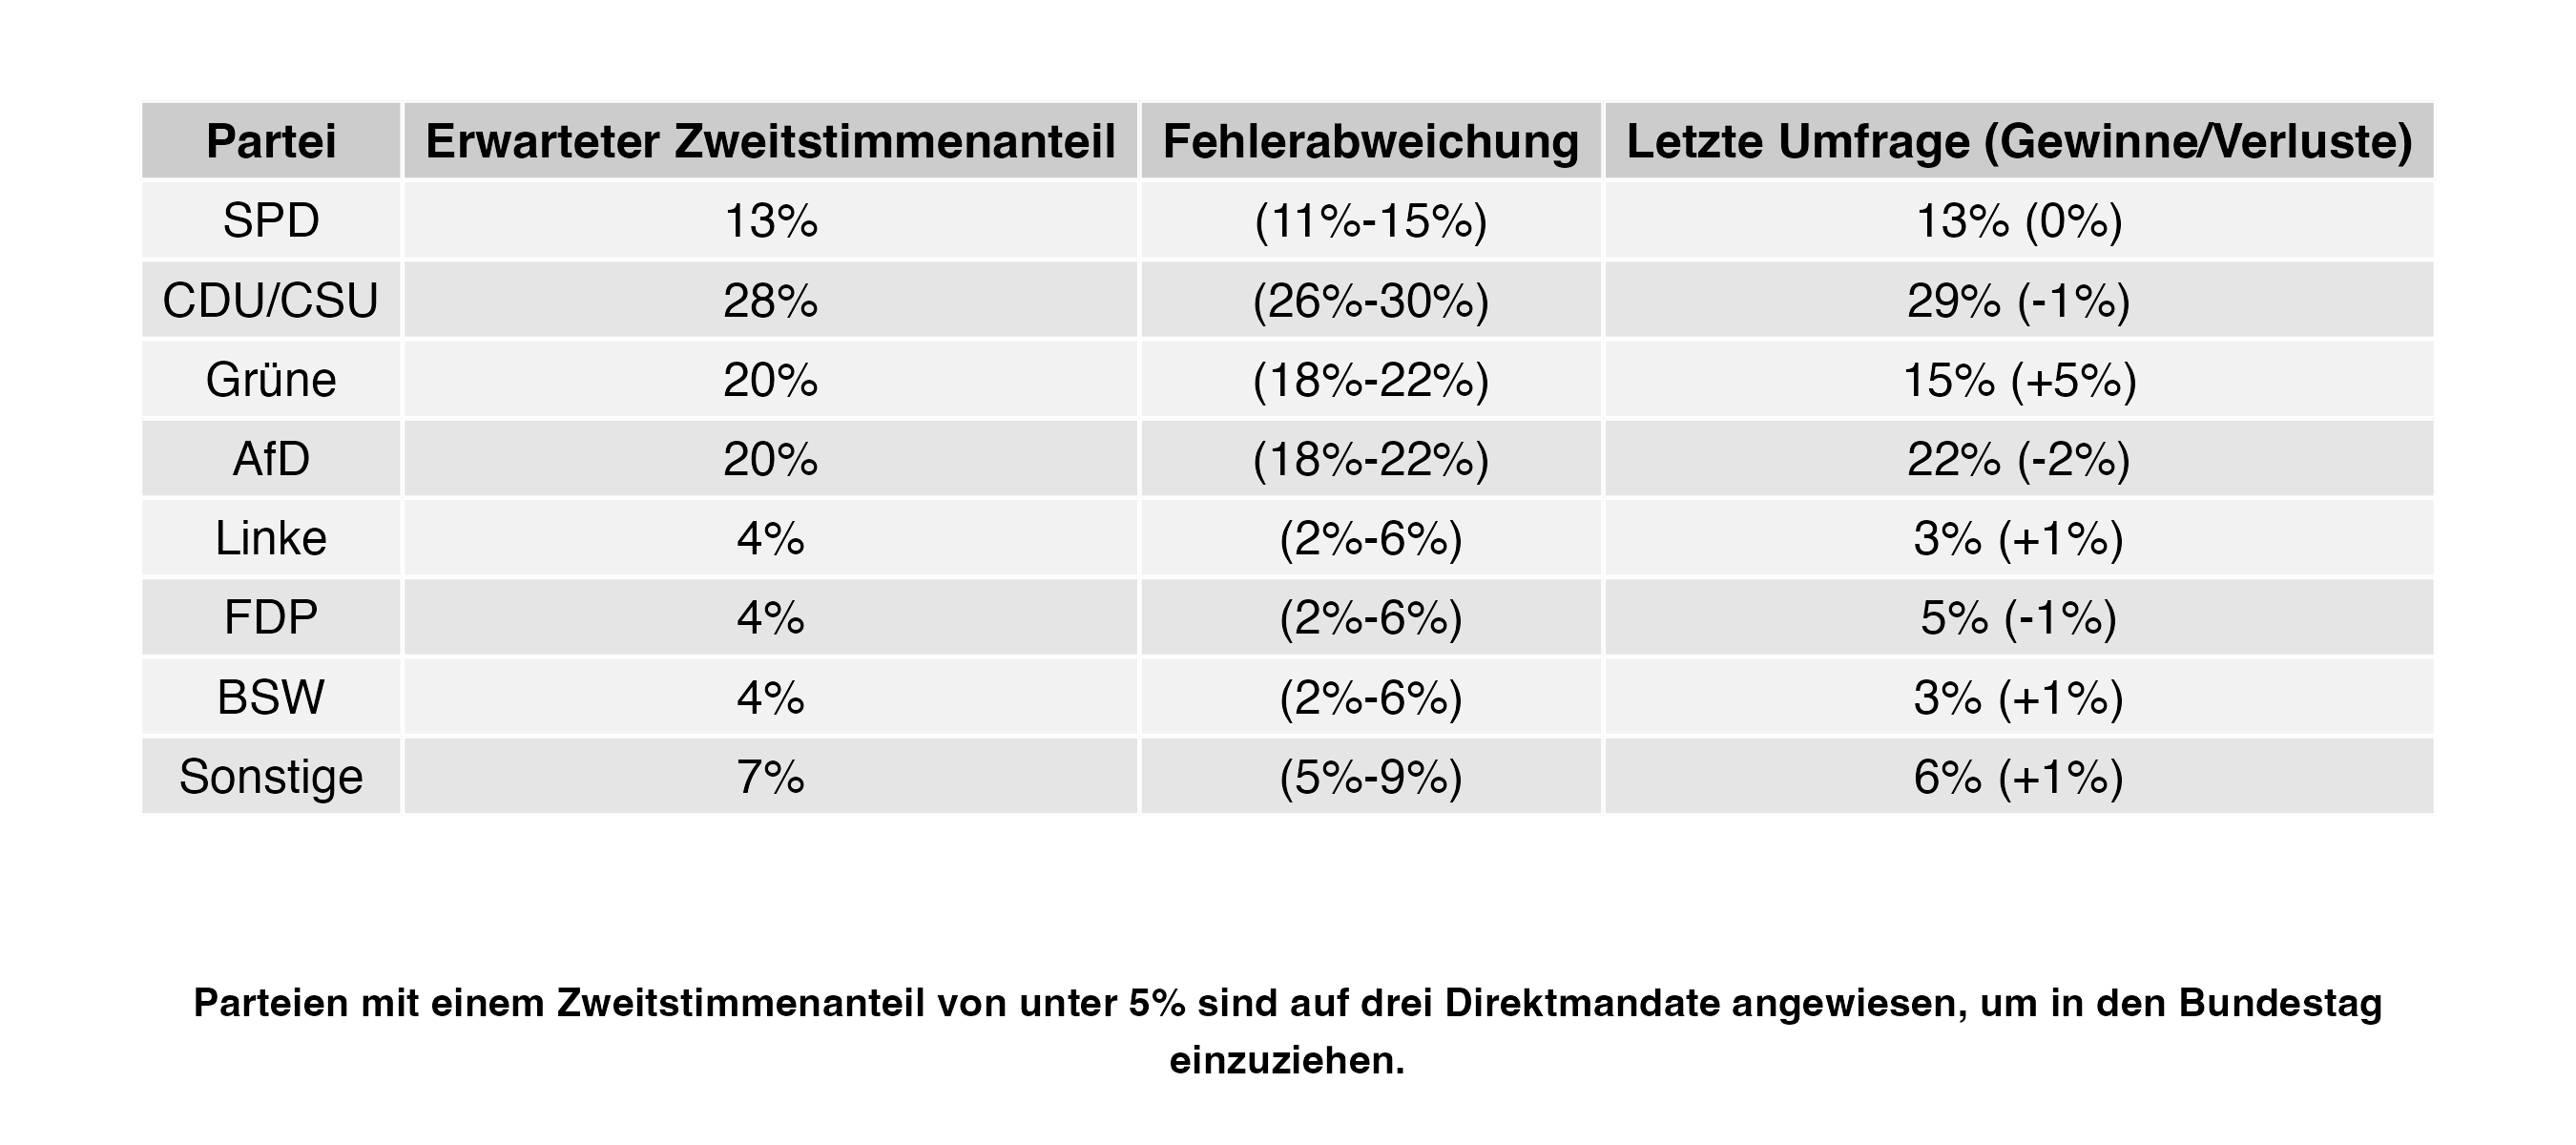 Partei Erwarteter Zweitstimmenanteil Fehlerabweichung Letzte Umfrage (Gewinne/Verluste)
SPD 13% (11%-15%) 13% (0%)
CDU/CSU 28% (26%-30%) 29% (-1%)
Grüne 20% (18%-22%) 15% (+5%)
AfD 20% (18%-22%) 22% (-2%)
Linke 4% (2%-6%) 3% (+1%)
FDP 4% (2%-6%) 5% (-1%)
BSW 4% (2%-6%) 3% (+1%)
Sonstige 7% (5%-9%) 6% (+1%)
Parteien mit einem Zweitstimmenanteil von unter 5% sind auf drei Direktmandate angewiesen, um in den Bundestag
einzuziehen.